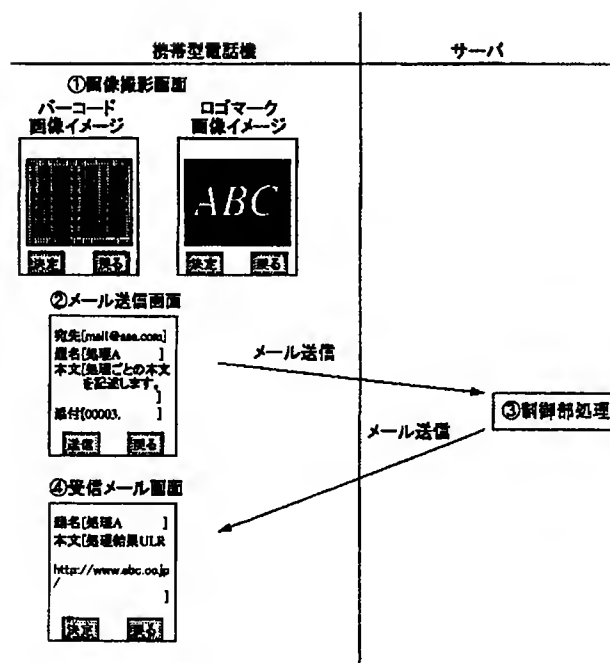 携帯型電話機
サーバ
①画像撮影画面
バーコード
画像イメージ
ロゴマーク
画像イメージ
ABC
決定 戻る
決定 戻る
②メール送信画面
宛先[mail@aaa.com]
題名[処理A ]
本文[処理ごとの本文
を記述します。
]
添付[00003. ]
送信 戻る
メール送信
③制御部処理
メール送信
④受信メール画面
題名[処理A ]
本文[処理結果ULR
http://www.abc.co.jp
/
]
決定 戻る